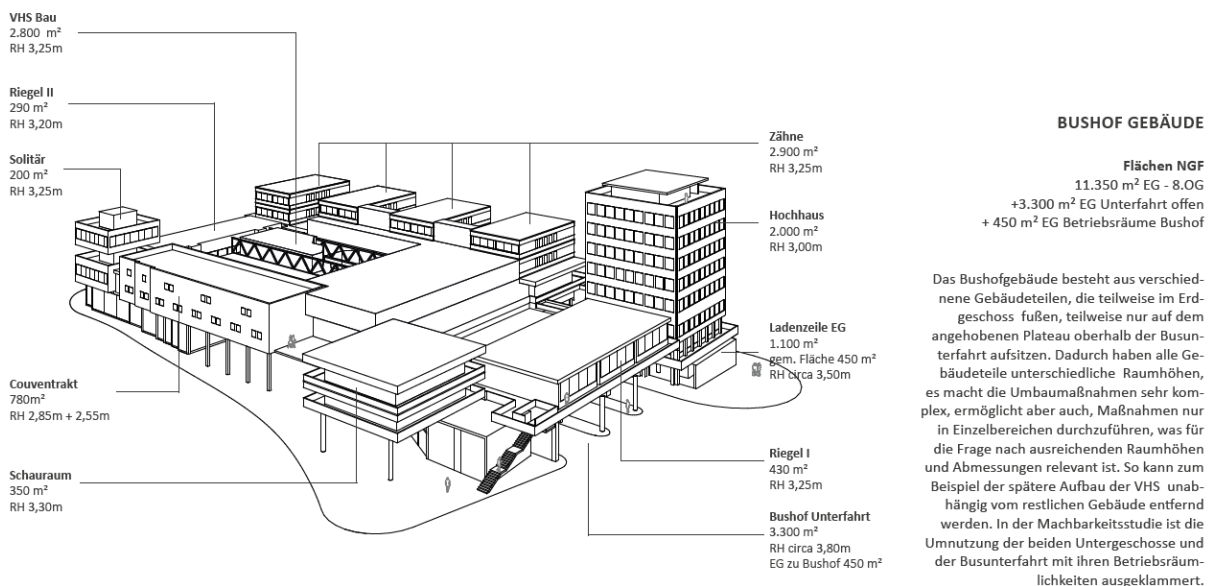 VHS Bau
2.800 m²
RH 3,25m
Riegel II
290 m²
RH 3,20m
Solitär
200 m²
RH 3,25m
Couventrakt
780m²
RH 2,85m + 2,55m
Schauraum
350 m²
RH 3,30m
Zähne
2.900 m²
RH 3,25m
Hochhaus
2.000 m²
RH 3,00m
Ladenzeile EG
1.100 m²
gem. Fläche 450 m²
RH circa 3,50m
Riegel I
430 m²
RH 3,25m
Bushof Unterfahrt
3.300 m²
RH circa 3,80m
EG zu Bushof 450 m²
BUSHOF GEBÄUDE
Flächen NGF
11.350 m² EG - 8.OG
+3.300 m² EG Unterfahrt offen
+ 450 m² EG Betriebsräume Bushof
Das Bushofgebäude besteht aus verschied-
nene Gebäudeteilen, die teilweise im Erd-
geschoss fußen, teilweise nur auf dem
angehobenen Plateau oberhalb der Busun-
terfahrt aufsitzen. Dadurch haben alle Ge-
bäudeteile unterschiedliche Raumhöhen,
es macht die Umbaumaßnahmen sehr kom-
plex, ermöglicht aber auch, Maßnahmen nur
in Einzelbereichen durchzuführen, was für
die Frage nach ausreichenden Raumhöhen
und Abmessungen relevant ist. So kann zum
Beispiel der spätere Aufbau der VHS unab-
hängig vom restlichen Gebäude entfernd
werden. In der Machbarkeitsstudie ist die
Umnutzung der beiden Untergeschosse und
der Busunterfahrt mit ihren Betriebsräum-
lichkeiten ausgeklammert.